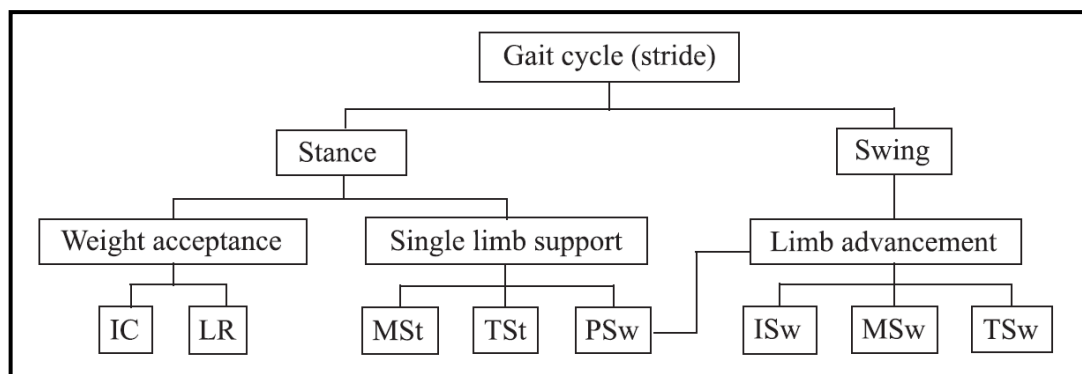 Gait cycle (stride)
Stance
Swing
Weight acceptance
Single limb support
Limb advancement
IC
LR
MSt
TSt
PSw
ISw
MSw
TSw